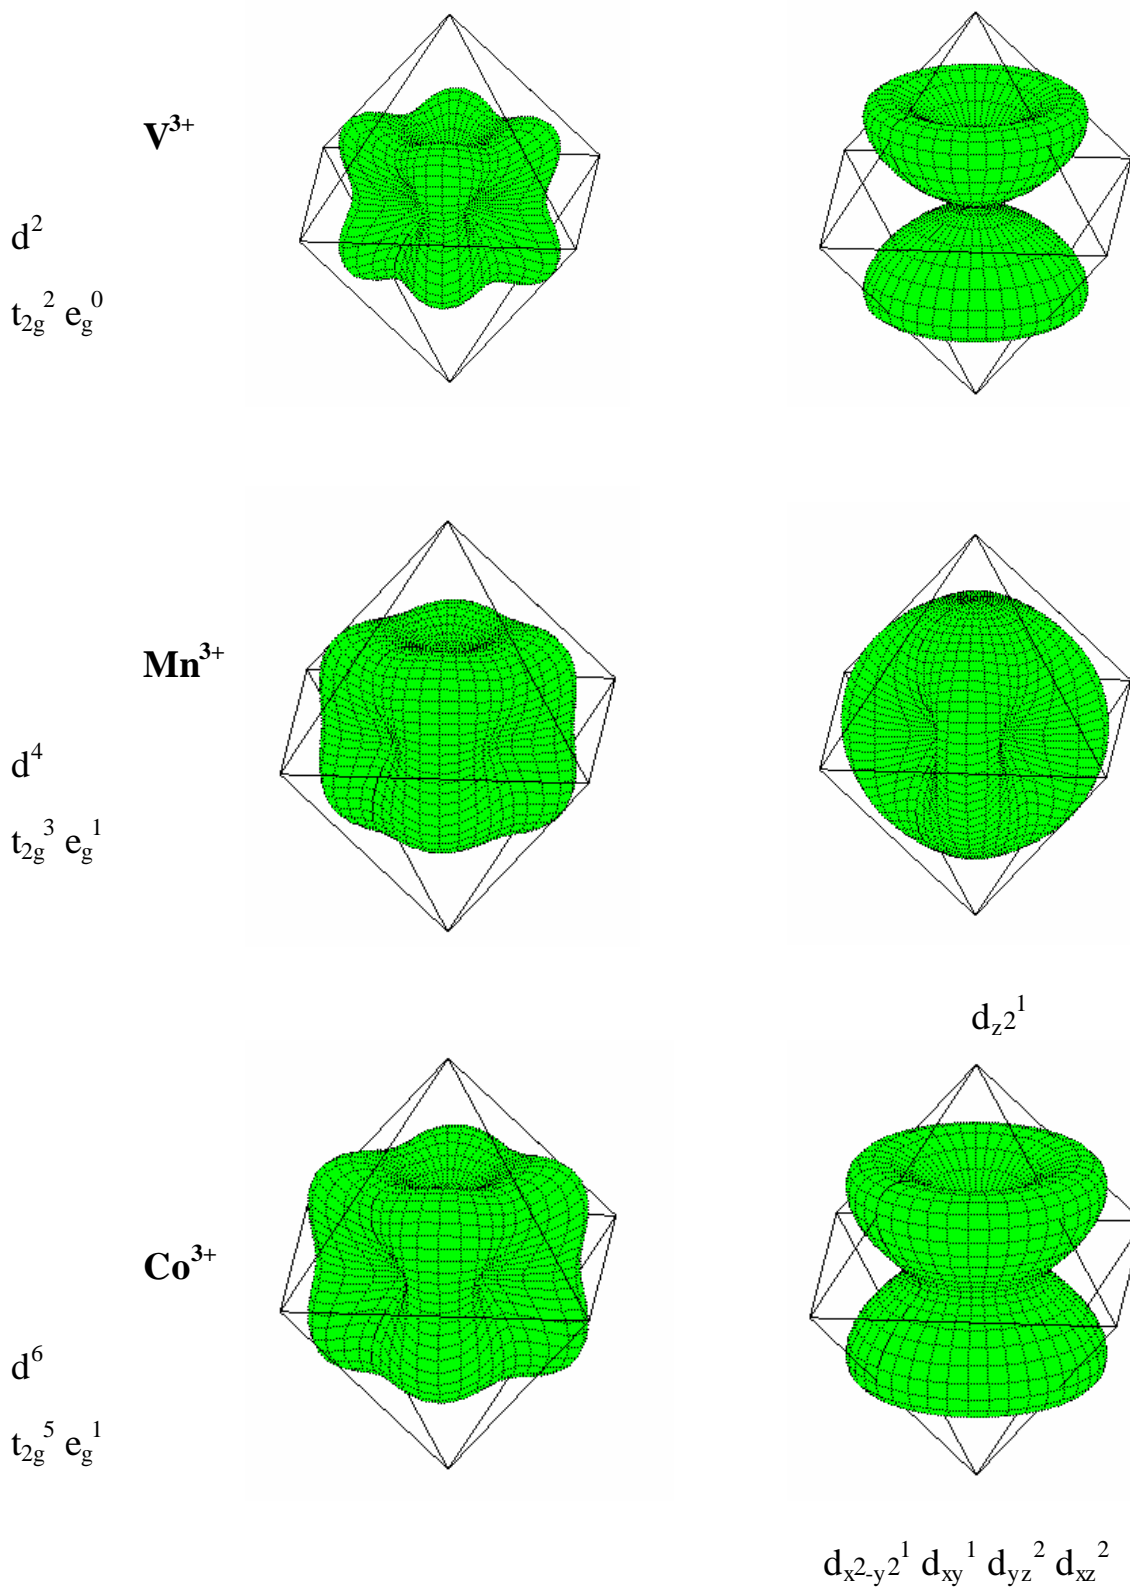 V³⁺
d²
t₂g² eg⁰
Mn³⁺
d⁴
t₂g³ eg¹
dz²¹
Co³⁺
d⁶
t₂g⁵ eg¹
dx²-y²¹ dxy¹ dyz² dxz²